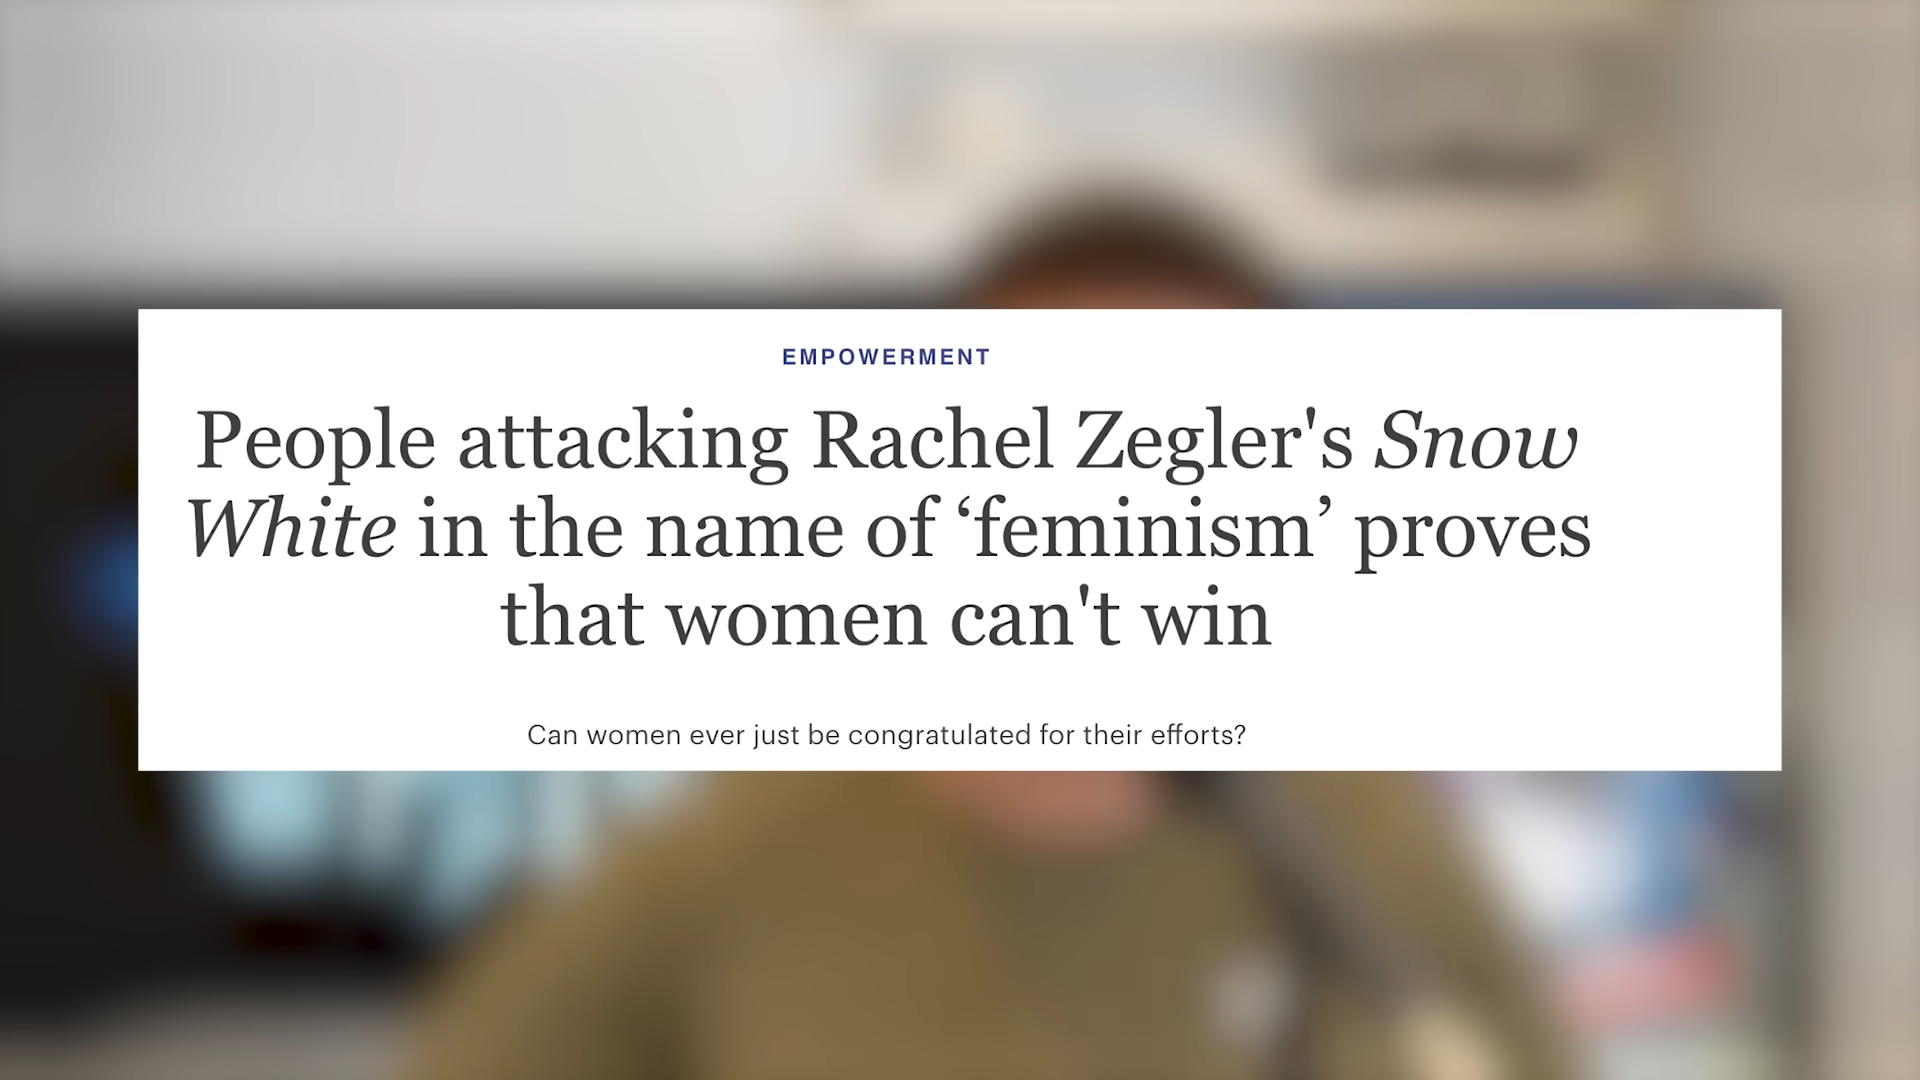 EMPOWERMENT
People attacking Rachel Zegler's Snow
White in the name of ‘feminism’ proves
that women can't win
Can women ever just be congratulated for their efforts?